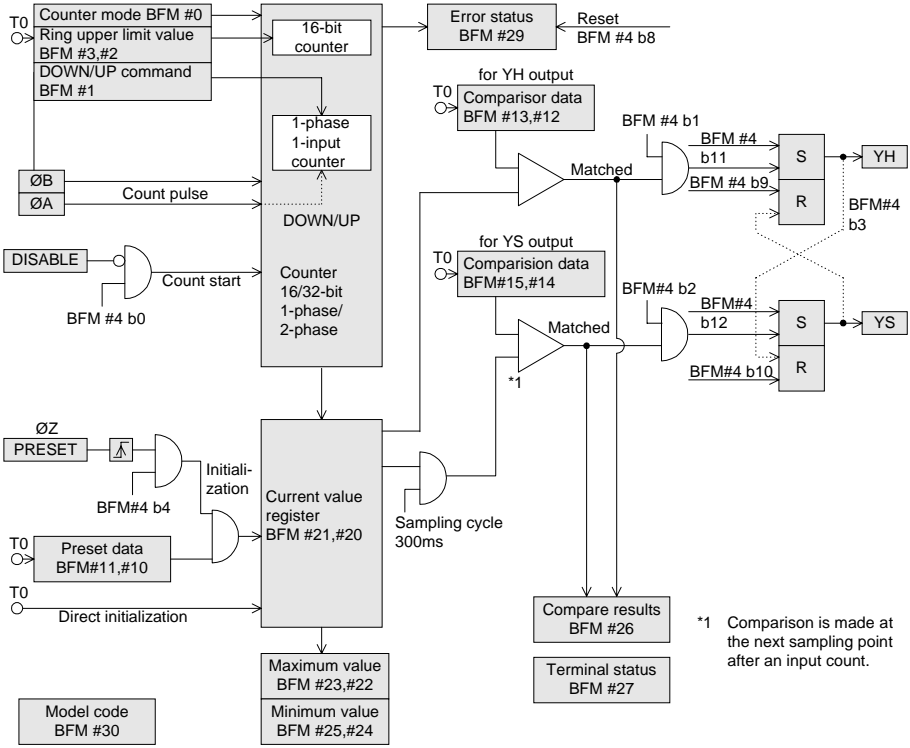 T0
Counter mode BFM #0
Ring upper limit value
BFM #3,#2
DOWN/UP command
BFM #1
16-bit
counter
1-phase
1-input
counter
DOWN/UP
Counter
16/32-bit
1-phase/
2-phase
Error status
BFM #29
Reset
BFM #4 b8
ØB
ØA
Count pulse
DISABLE
Count start
BFM #4 b0
for YH output
T0
Comparisor data
BFM #13,#12
Matched
BFM #4 b1
BFM #4
b11
BFM #4 b9
S
R
YH
BFM#4
b3
for YS output
T0
Comparision data
BFM#15,#14
Matched
*1
BFM #4 b2
BFM#4
b12
BFM#4 b10
S
R
YS
ØZ
PRESET
BFM#4 b4
Initiali-
zation
T0
Preset data
BFM#11,#10
T0
Direct initialization
Current value
register
BFM #21,#20
Sampling cycle
300ms
Compare results
BFM #26
Terminal status
BFM #27
*1 Comparison is made at
the next sampling point
after an input count.
Maximum value
BFM #23,#22
Minimum value
BFM #25,#24
Model code
BFM #30